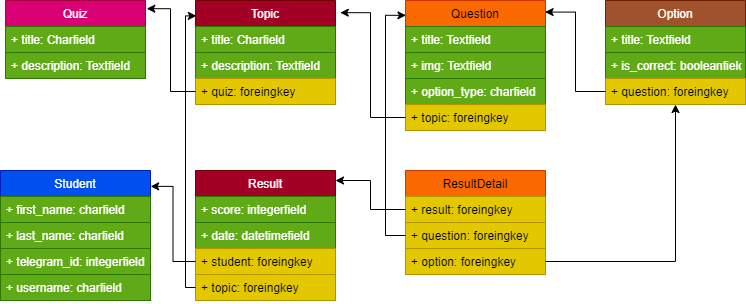 Quiz
+ title: Charfield
+ description: Textfield
Topic
+ title: Charfield
+ description: Textfield
+ quiz: foreingkey
Question
+ title: Textfield
+ img: Textfield
+ option_type: charfield
+ topic: foreingkey
Option
+ title: Textfield
+ is_correct: booleanfiek
+ question: foreingkey
Student
+ first_name: charfield
+ last_name: charfield
+ telegram_id: integerfield
+ username: charfield
Result
+ score: integerfield
+ date: datetimefield
+ student: foreingkey
+ topic: foreingkey
ResultDetail
+ result: foreingkey
+ question: foreingkey
+ option: foreingkey